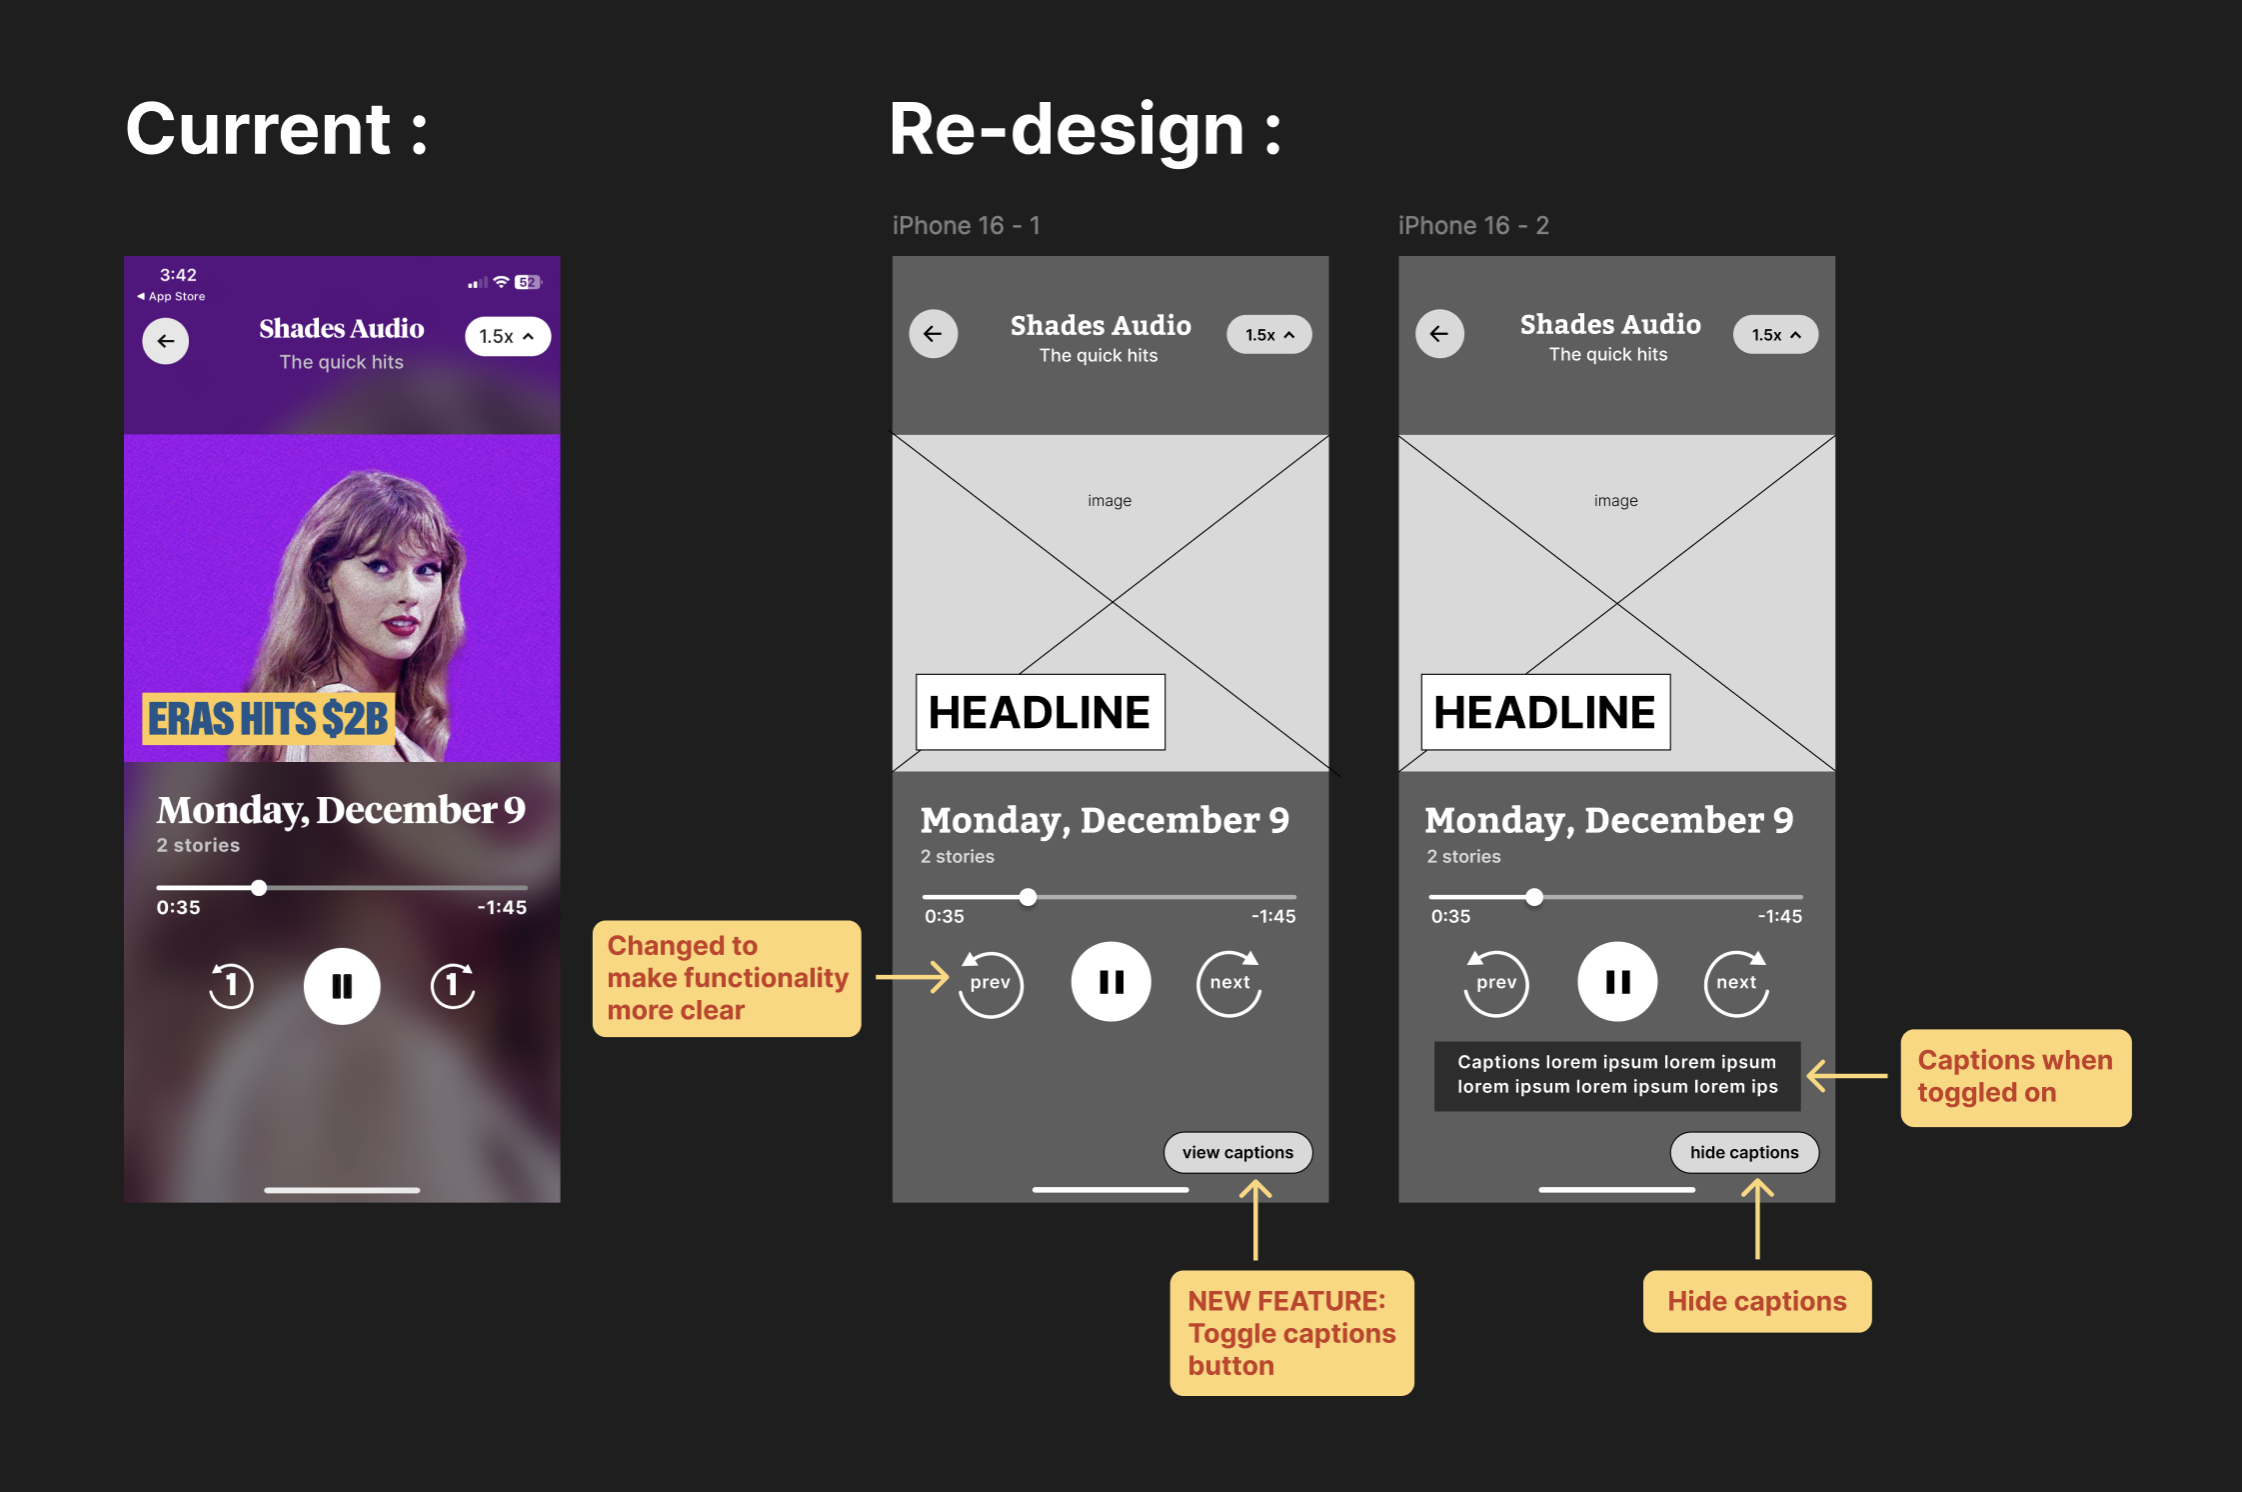 Current :
Re-design :
iPhone 16 - 1
iPhone 16 - 2
3:42
◀ App Store
52
Shades Audio
The quick hits
1.5x
ERAS HITS $2B
Monday, December 9
2 stories
0:35
-1:45
1
1
Changed to
make functionality
more clear
Shades Audio
The quick hits
1.5x
image
HEADLINE
Monday, December 9
2 stories
0:35
-1:45
prev
next
view captions
NEW FEATURE:
Toggle captions
button
Shades Audio
The quick hits
1.5x
image
HEADLINE
Monday, December 9
2 stories
0:35
-1:45
prev
next
Captions lorem ipsum lorem ipsum
lorem ipsum lorem ipsum lorem ips
hide captions
Captions when
toggled on
Hide captions